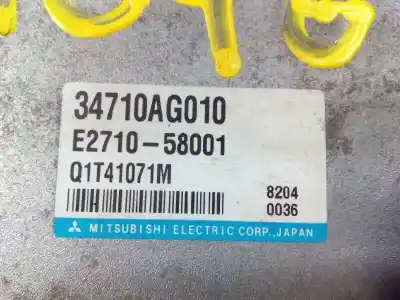 34710AG010
E2710-58001
Q1T41071M
8204
0036
MITSUBISHI ELECTRIC CORP., JAPAN